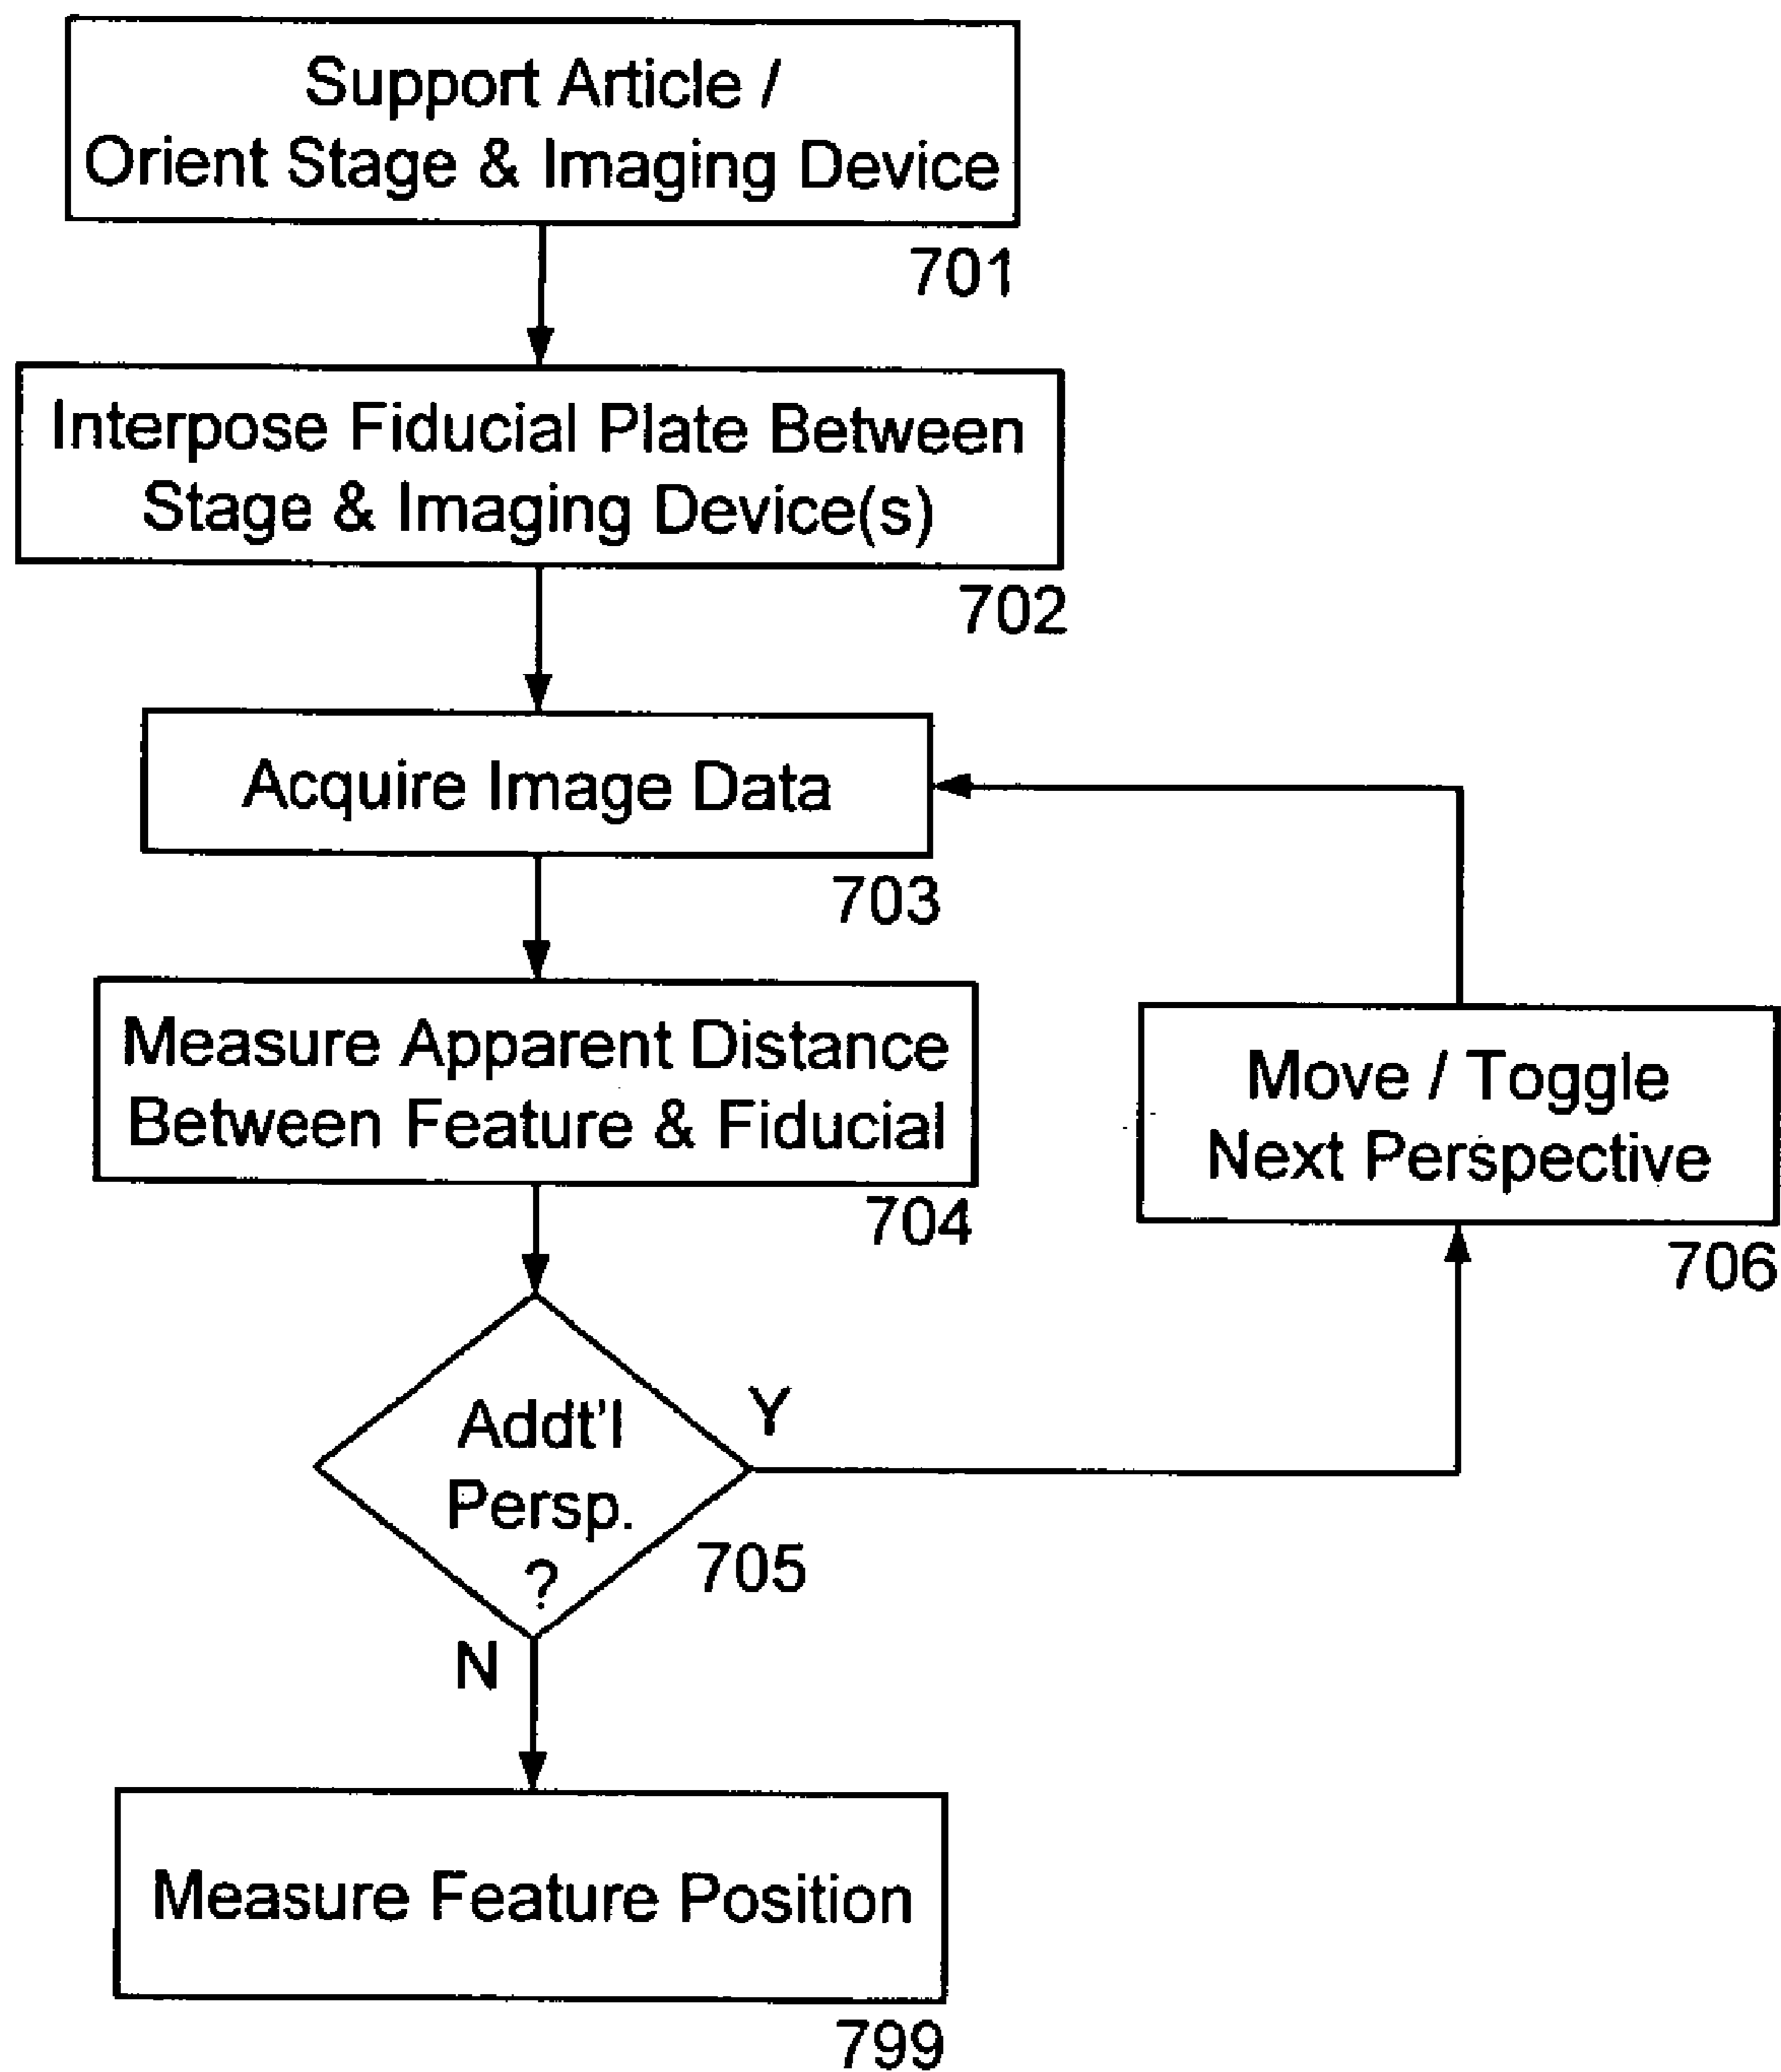 Support Article /
Orient Stage & Imaging Device
701
Interpose Fiducial Plate Between
Stage & Imaging Device(s)
702
Acquire Image Data
703
Measure Apparent Distance
Between Feature & Fiducial
704
Move / Toggle
Next Perspective
706
Addt'l
Persp.
?
Y
705
N
Measure Feature Position
799